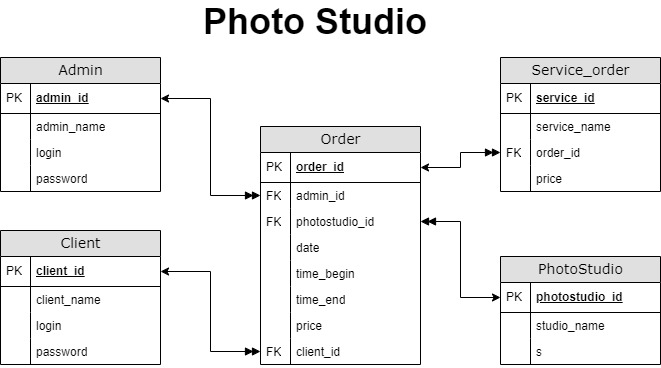 Photo Studio
Admin
PK admin_id
admin_name
login
password
Client
PK client_id
client_name
login
password
Order
PK order_id
FK admin_id
FK photostudio_id
date
time_begin
time_end
price
FK client_id
Service_order
PK service_id
service_name
FK order_id
price
PhotoStudio
PK photostudio_id
studio_name
s